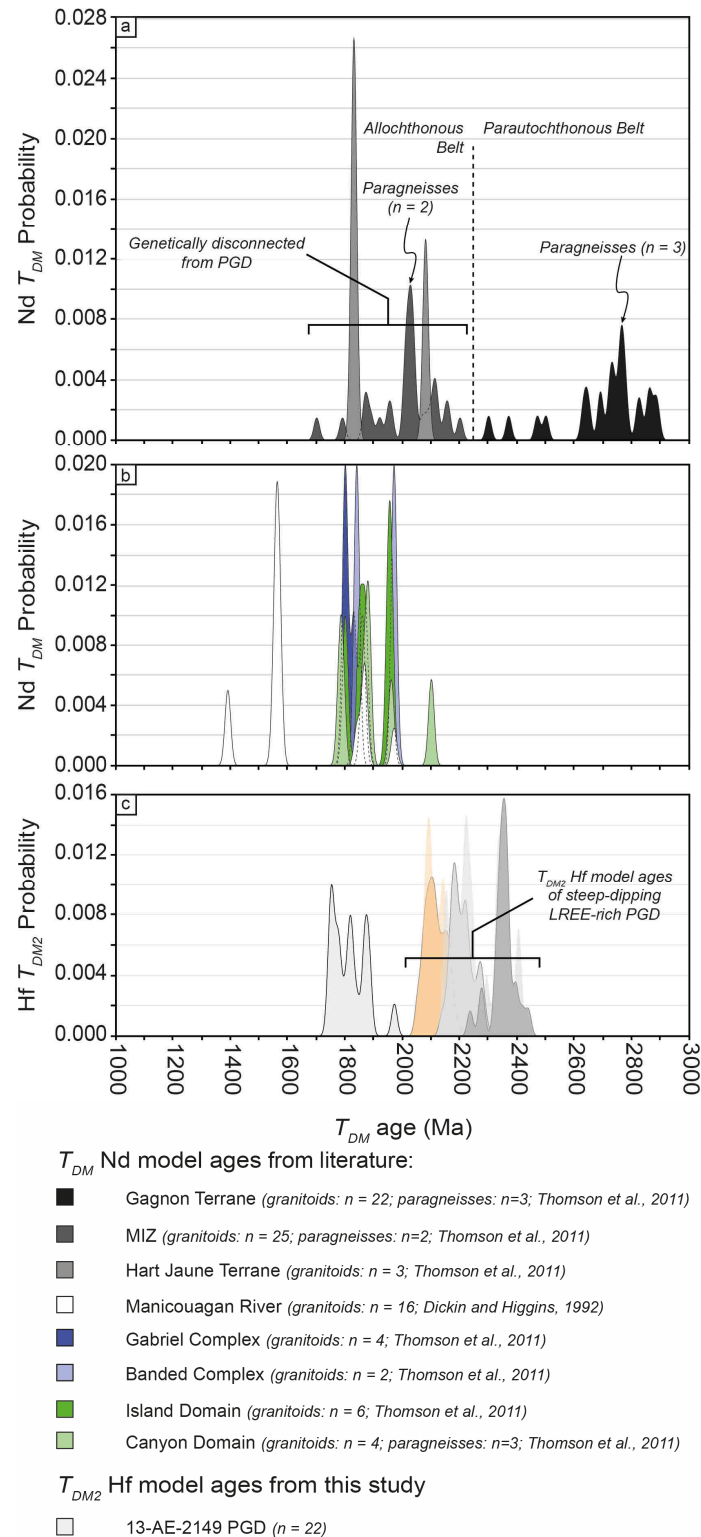 0.028
a
0.024
0.020
Allochthonous Belt
Parautochthonous Belt
0.016
Paragneisses
(n = 2)
0.012
Genetically disconnected
from PGD
Paragneisses (n = 3)
0.008
0.004
0.000
Nd TDM Probability
0.020
b
0.016
0.012
0.008
0.004
0.000
Nd TDM Probability
0.016
c
0.012
TDM2 Hf model ages
of steep-dipping
LREE-rich PGD
0.008
0.004
0.000
Hf TDM2 Probability
1000
1200
1400
1600
1800
2000
2200
2400
2600
2800
3000
TDM age (Ma)
TDM Nd model ages from literature:
Gagnon Terrane (granitoids: n = 22; paragneisses: n=3; Thomson et al., 2011)
MIZ (granitoids: n = 25; paragneisses: n=2; Thomson et al., 2011)
Hart Jaune Terrane (granitoids: n = 3; Thomson et al., 2011)
Manicouagan River (granitoids: n = 16; Dickin and Higgins, 1992)
Gabriel Complex (granitoids: n = 4; Thomson et al., 2011)
Banded Complex (granitoids: n = 2; Thomson et al., 2011)
Island Domain (granitoids: n = 6; Thomson et al., 2011)
Canyon Domain (granitoids: n = 4; paragneisses: n=3; Thomson et al., 2011)
TDM2 Hf model ages from this study
13-AE-2149 PGD (n = 22)